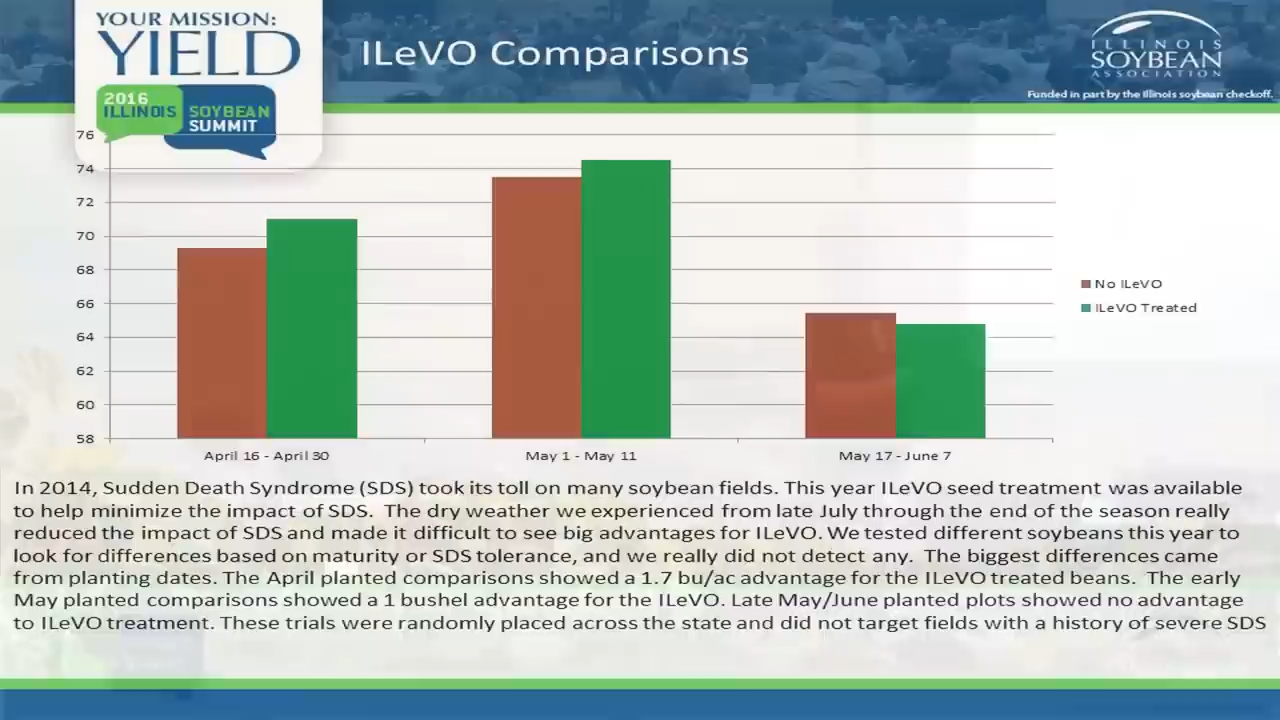 YOUR MISSION:
YIELD
2016
ILLINOIS SOYBEAN
SUMMIT
ILeVO Comparisons
ILLINOIS
SOYBEAN
ASSOCIATION
Funded in part by the Illinois soybean checkoff.
76
74
72
70
68
66
64
62
60
58
April 16 - April 30
May 1 - May 11
May 17 - June 7
No ILeVO
ILeVO Treated
In 2014, Sudden Death Syndrome (SDS) took its toll on many soybean fields. This year ILeVO seed treatment was available
to help minimize the impact of SDS.  The dry weather we experienced from late July through the end of the season really
reduced the impact of SDS and made it difficult to see big advantages for ILeVO. We tested different soybeans this year to
look for differences based on maturity or SDS tolerance, and we really did not detect any.  The biggest differences came
from planting dates. The April planted comparisons showed a 1.7 bu/ac advantage for the ILeVO treated beans.  The early
May planted comparisons showed a 1 bushel advantage for the ILeVO. Late May/June planted plots showed no advantage
to ILeVO treatment. These trials were randomly placed across the state and did not target fields with a history of severe SDS